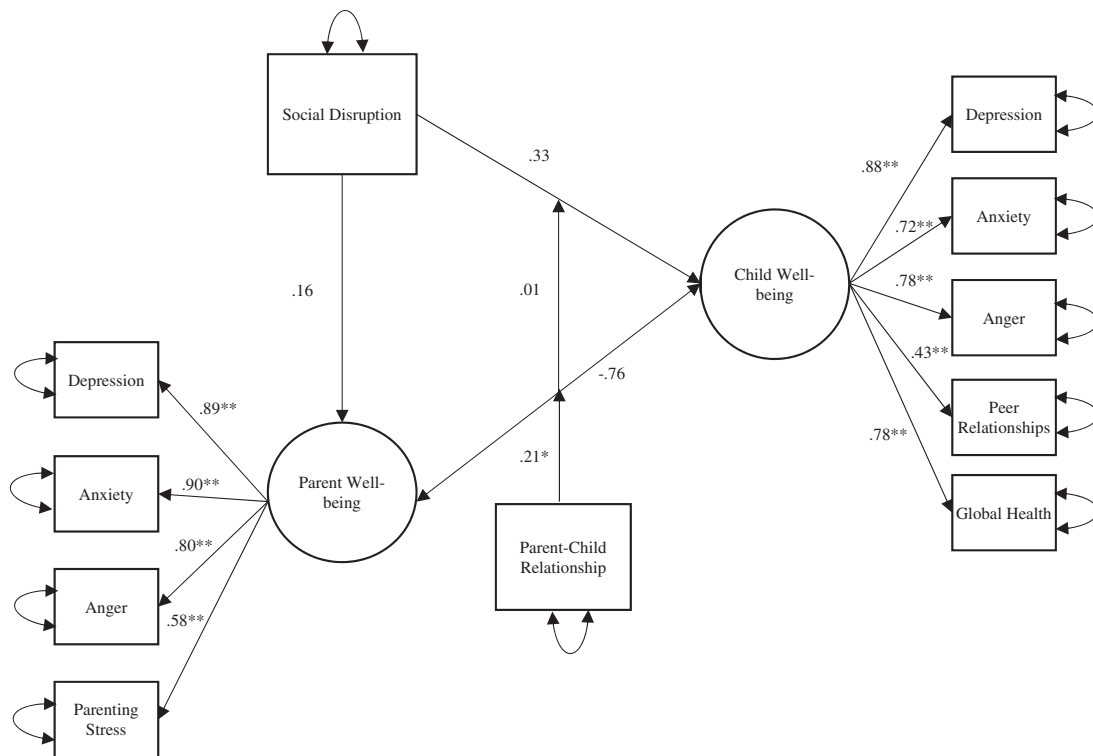 Social Disruption
.33
.16
.01
-.76
.21*
Child Well-
being
Parent Well-
being
Parent-Child
Relationship
Depression
.89**
Anxiety
.90**
Anger
.80**
Parenting
Stress
.58**
Depression
.88**
Anxiety
.72**
Anger
.78**
Peer
Relationships
.43**
Global Health
.78**